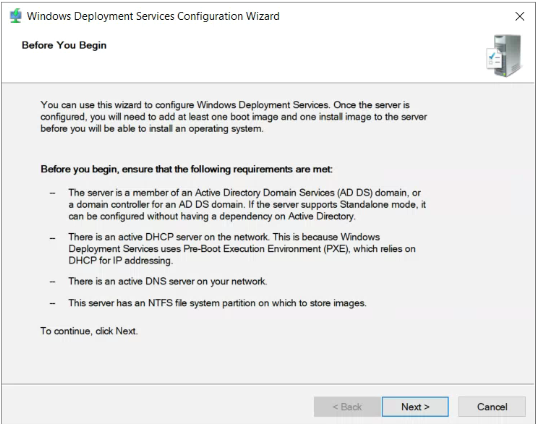 Windows Deployment Services Configuration Wizard
Before You Begin
You can use this wizard to configure Windows Deployment Services. Once the server is
configured, you will need to add at least one boot image and one install image to the server
before you will be able to install an operating system.
Before you begin, ensure that the following requirements are met:
– The server is a member of an Active Directory Domain Services (AD DS) domain, or
a domain controller for an AD DS domain. If the server supports Standalone mode, it
can be configured without having a dependency on Active Directory.
– There is an active DHCP server on the network. This is because Windows
Deployment Services uses Pre-Boot Execution Environment (PXE), which relies on
DHCP for IP addressing.
– There is an active DNS server on your network.
– This server has an NTFS file system partition on which to store images.
To continue, click Next.
< Back Next > Cancel